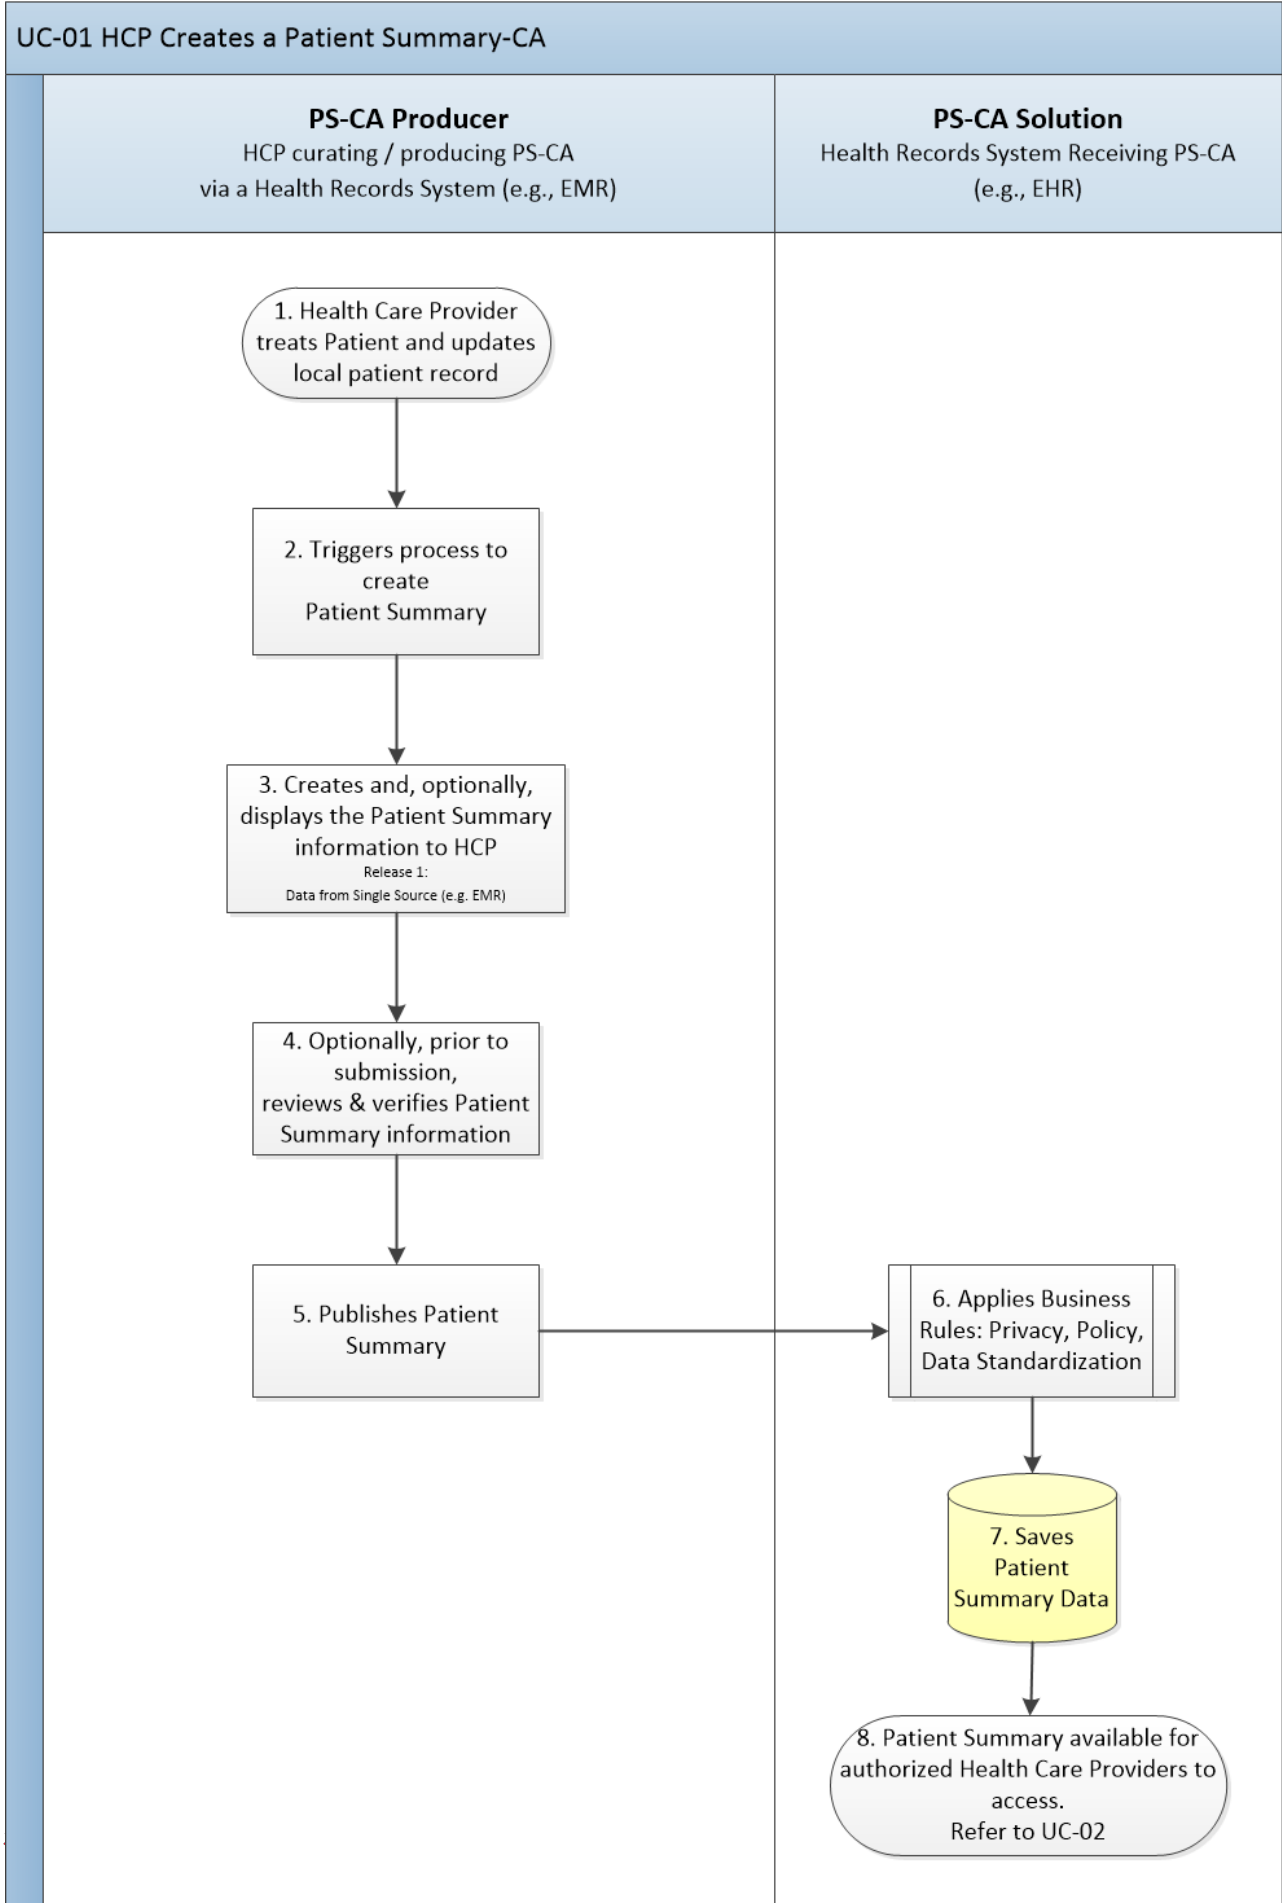 UC-01 HCP Creates a Patient Summary-CA
PS-CA Producer
HCP curating / producing PS-CA
via a Health Records System (e.g., EMR)
PS-CA Solution
Health Records System Receiving PS-CA
(e.g., EHR)
1. Health Care Provider
treats Patient and updates
local patient record
2. Triggers process to
create
Patient Summary
3. Creates and, optionally,
displays the Patient Summary
information to HCP
Release 1:
Data from Single Source (e.g. EMR)
4. Optionally, prior to
submission,
reviews & verifies Patient
Summary information
5. Publishes Patient
Summary
6. Applies Business
Rules: Privacy, Policy,
Data Standardization
7. Saves
Patient
Summary Data
8. Patient Summary available for
authorized Health Care Providers to
access.
Refer to UC-02